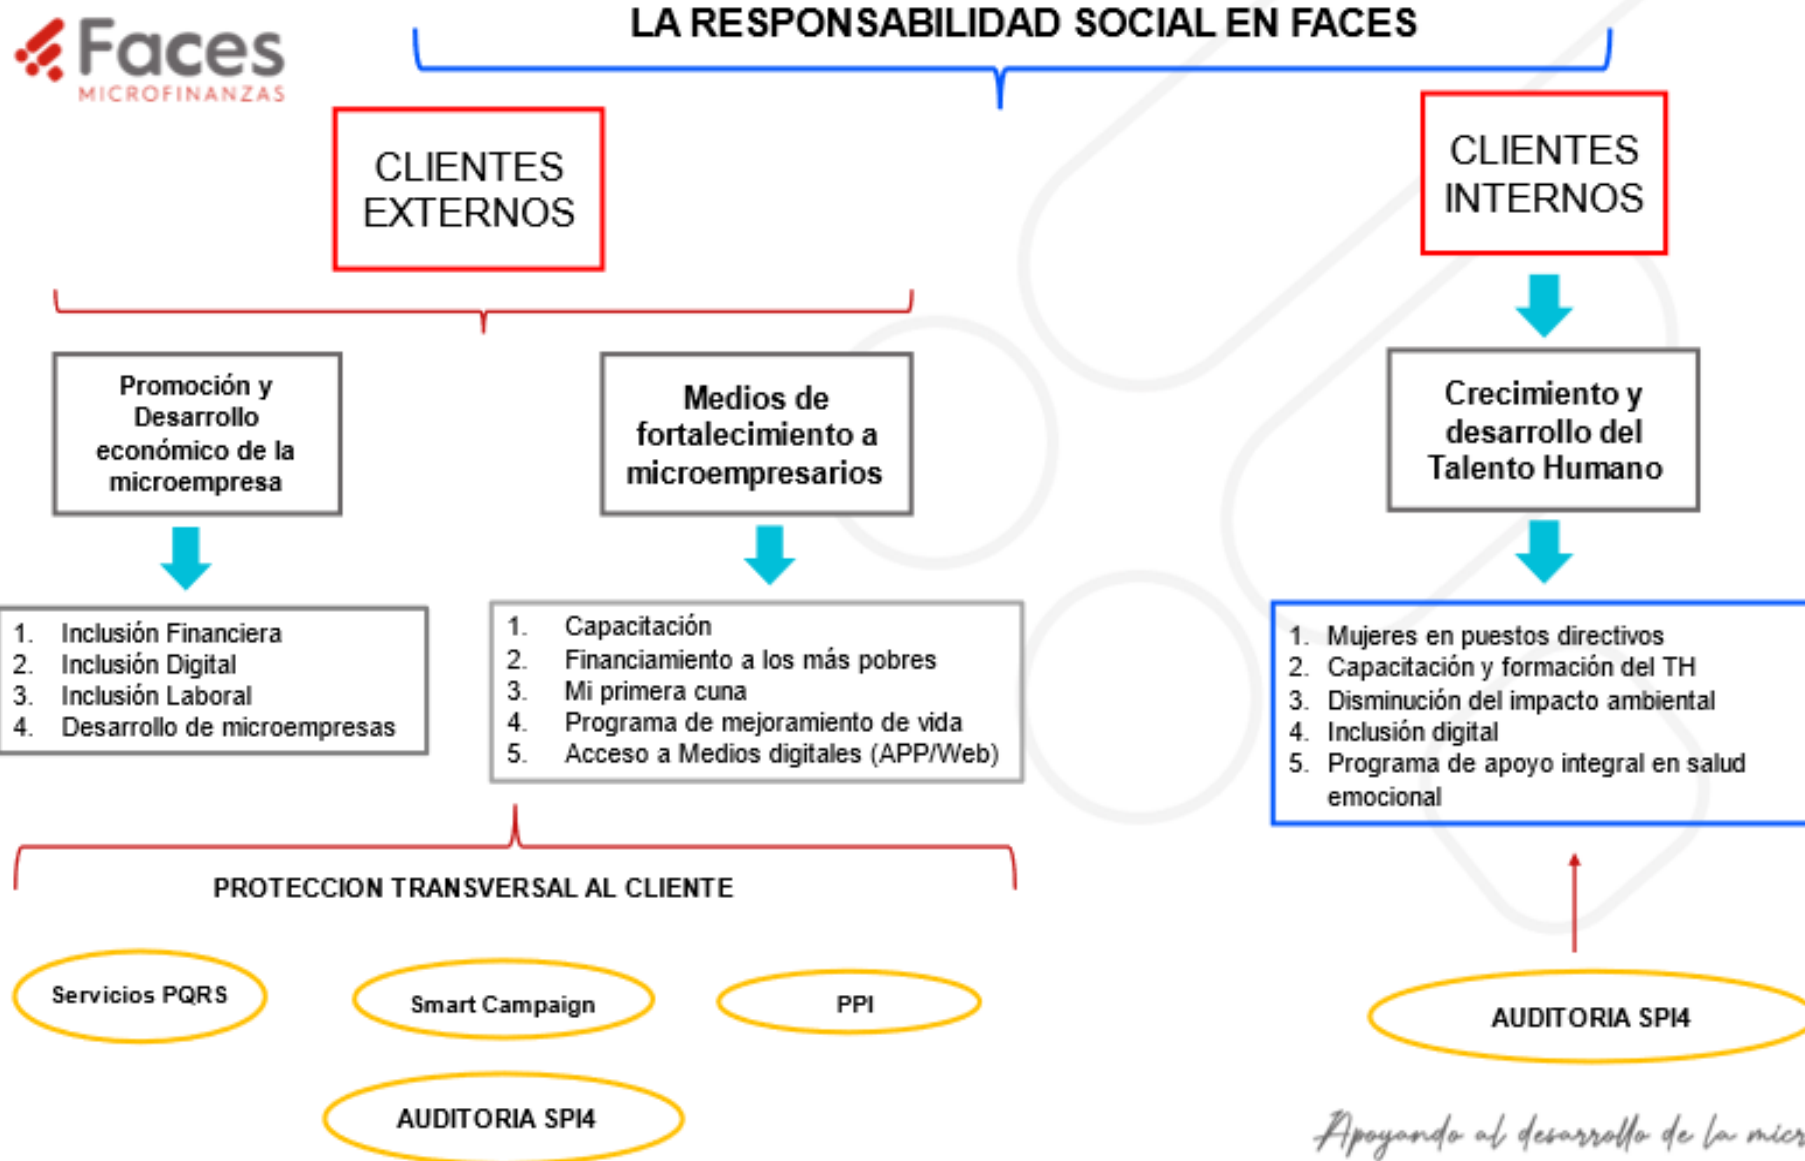 LA RESPONSABILIDAD SOCIAL EN FACES
Faces
MICROFINANZAS
CLIENTES
EXTERNOS
CLIENTES
INTERNOS
Promoción y
Desarrollo
económico de la
microempresa
Medios de
fortalecimiento a
microempresarios
Crecimiento y
desarrollo del
Talento Humano
1. Inclusión Financiera
2. Inclusión Digital
3. Inclusión Laboral
4. Desarrollo de microempresas
1. Capacitación
2. Financiamiento a los más pobres
3. Mi primera cuna
4. Programa de mejoramiento de vida
5. Acceso a Medios digitales (APP/Web)
1. Mujeres en puestos directivos
2. Capacitación y formación del TH
3. Disminución del impacto ambiental
4. Inclusión digital
5. Programa de apoyo integral en salud
emocional
PROTECCION TRANSVERSAL AL CLIENTE
Servicios PQRS
Smart Campaign
PPI
AUDITORIA SPI4
AUDITORIA SPI4
Apoyando al desarrollo de la micr